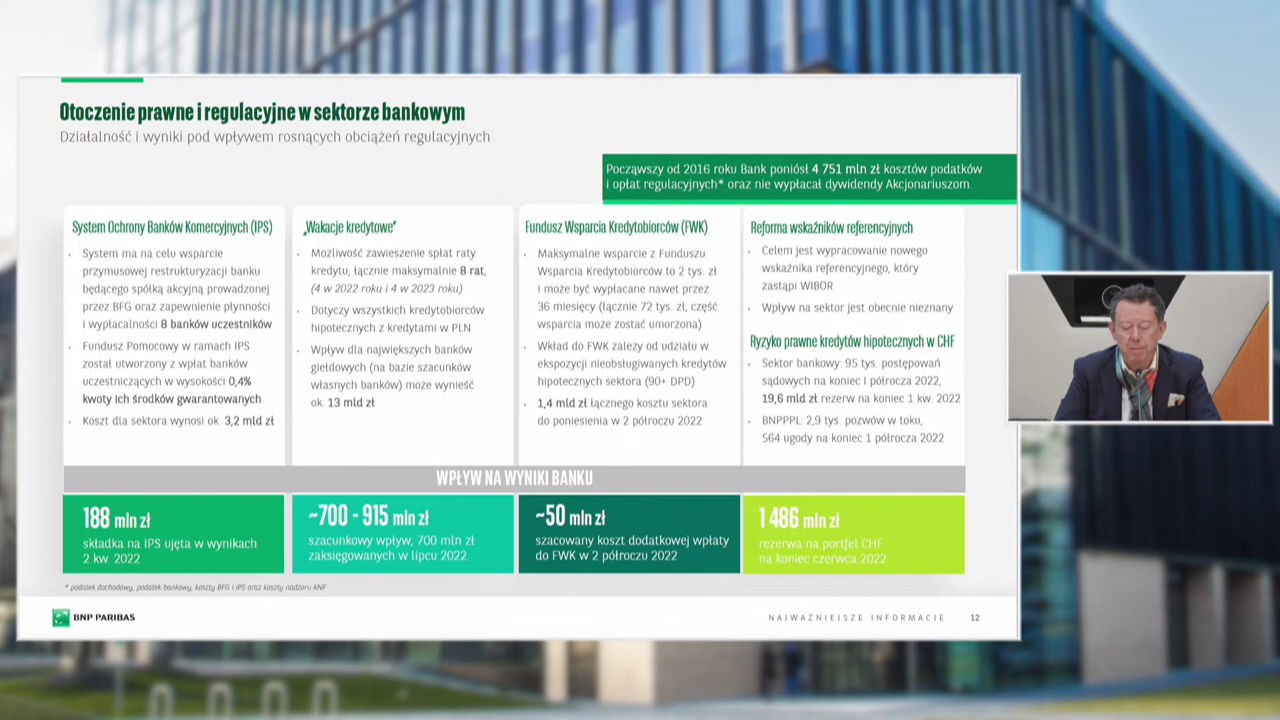 Otoczenie prawne i regulacyjne w sektorze bankowym
Działalność i wyniki pod wpływem rosnących obciążeń regulacyjnych
Począwszy od 2016 roku Bank poniósł 4 751 mln zł kosztów podatków
i opłat regulacyjnych* oraz nie wypłacał dywidendy Akcjonariuszom.
System Ochrony Banków Komercyjnych (IPS)
System ma na celu wsparcie
przymusowej restrukturyzacji banku
będącego spółką akcyjną prowadzonej
przez BFG oraz zapewnienie płynności
i wypłacalności 8 banków uczestników
Fundusz Pomocowy w ramach IPS
został utworzony z wpłat banków
uczestniczących w wysokości 0,4%
kwoty ich środków gwarantowanych
Koszt dla sektora wynosi ok. 3,2 mld zł
„Wakacje kredytowe”
Możliwość zawieszenie spłat raty
kredytu, łącznie maksymalnie 8 rat,
(4 w 2022 roku i 4 w 2023 roku)
Dotyczy wszystkich kredytobiorców
hipotecznych z kredytami w PLN
Wpływ dla największych banków
giełdowych (na bazie szacunków
własnych banków) może wynieść
ok. 13 mld zł
Fundusz Wsparcia Kredytobiorców (FWK)
Maksymalne wsparcie z Funduszu
Wsparcia Kredytobiorców to 2 tys. zł
i może być wypłacane nawet przez
36 miesięcy (łącznie 72 tys. zł, część
wsparcia może zostać umorzona)
Wkład do FWK zależy od udziału w
ekspozycji nieobsługiwanych kredytów
hipotecznych sektora (90+ DPD)
1,4 mld zł łącznego kosztu sektora
do poniesienia w 2 półroczu 2022
Reforma wskaźników referencyjnych
Celem jest wypracowanie nowego
wskaźnika referencyjnego, który
zastąpi WIBOR
Wpływ na sektor jest obecnie nieznany
Ryzyko prawne kredytów hipotecznych w CHF
Sektor bankowy: 95 tys. postępowań
sądowych na koniec I półrocza 2022,
19,6 mld zł rezerw na koniec 1 kw. 2022
BNPPPL: 2,9 tys. pozwów w toku,
564 ugody na koniec 1 półrocza 2022
WPŁYW NA WYNIKI BANKU
188 mln zł
składka na IPS ujęta w wynikach
2 kw. 2022
~700 - 915 mln zł
szacunkowy wpływ, 700 mln zł
zaksięgowanych w lipcu 2022
~50 mln zł
szacowany koszt dodatkowej wpłaty
do FWK w 2 półroczu 2022
1 486 mln zł
rezerwa na portfel CHF
na koniec czerwca 2022
* podatek dochodowy, podatek bankowy, koszty BFG i IPS oraz koszty nadzoru KNF
BNP PARIBAS
NAJWAŻNIEJSZE INFORMACJE
12